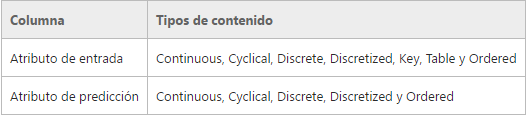 Columna Tipos de contenido
Atributo de entrada Continuous, Cyclical, Discrete, Discretized, Key, Table y Ordered
Atributo de predicción Continuous, Cyclical, Discrete, Discretized y Ordered